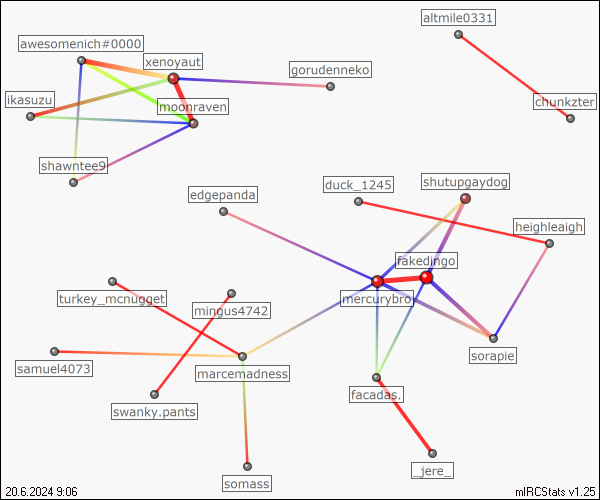 altmile0331
awesomenich#0000
xenoyaut
gorudenneko
ikasuzu
moonraven
chunkzter
shawntee9
edgepanda
duck_1245
shutupgaydog
heighleaigh
fakedingo
turkey_mcnugget
mingus4742
mercurybro
samuel4073
marcemadness
sorapie
swanky.pants
facadas.
somass
_jere_
20.6.2024 9:06
mIRCStats v1.25